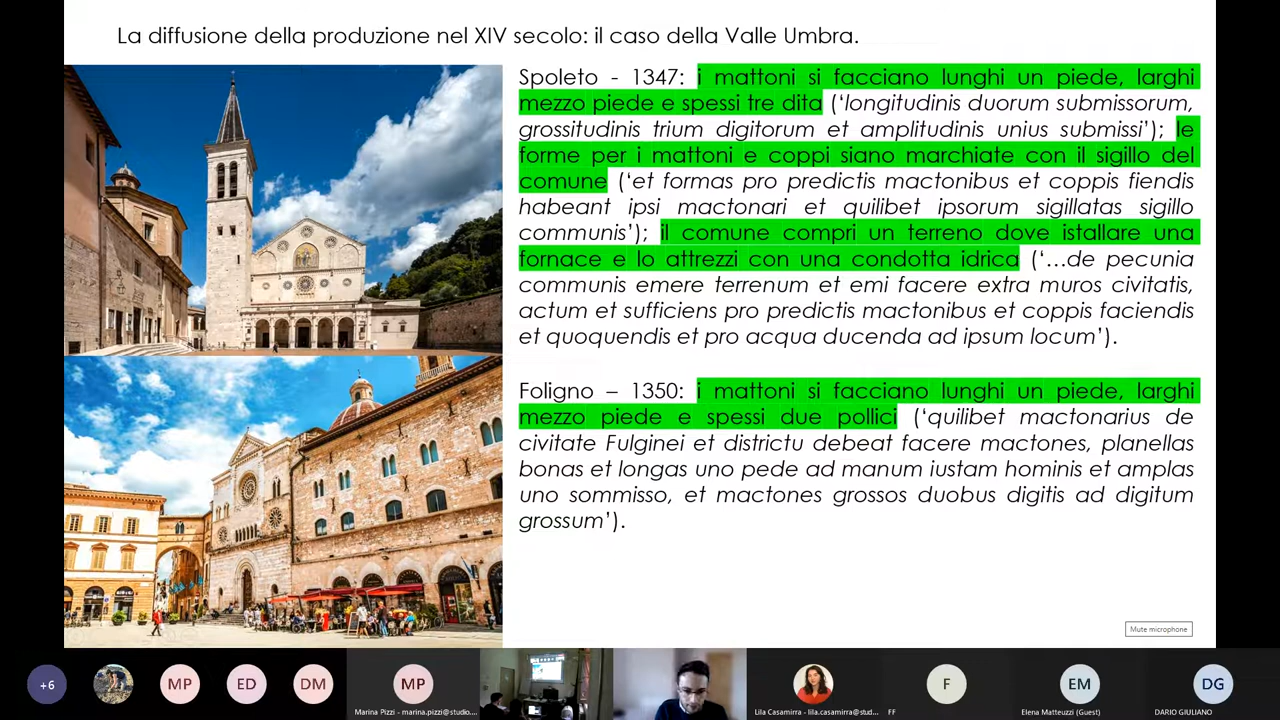 La diffusione della produzione nel XIV secolo: il caso della Valle Umbra.
Spoleto - 1347: i mattoni si facciano lunghi un piede, larghi
mezzo piede e spessi tre dita (‘longitudinis duorum submissorum,
grossitudinis trium digitorum et amplitudinis unius submissi’); le
forme per i mattoni e coppi siano marchiate con il sigillo del
comune (‘et formas pro predictis mactonibus et coppis fiendis
habeant ipsi mactonari et quilibet ipsorum sigillatas sigillo
communis’); il comune compri un terreno dove istallare una
fornace e lo attrezzi con una condotta idrica (‘…de pecunia
communis emere terrenum et emi facere extra muros civitatis,
actum et sufficiens pro predictis mactonibus et coppis faciendis
et quoquendis et pro acqua ducenda ad ipsum locum’).
Foligno – 1350: i mattoni si facciano lunghi un piede, larghi
mezzo piede e spessi due pollici (‘quilibet mactonarius de
civitate Fulginei et districtu debeat facere mactones, planellas
bonas et longas uno pede ad manum iustam hominis et amplas
uno sommisso, et mactones grossos duobus digitis ad digitum
grossum’).
Mute microphone
+6
MP
ED
DM
MP
F
EM
DG
Marina Pizzi - marina.pizzi@studio....
Lila Casamirra - lila.casamirra@stud...
FF
Elena Matteuzzi (Guest)
DARIO GIULIANO